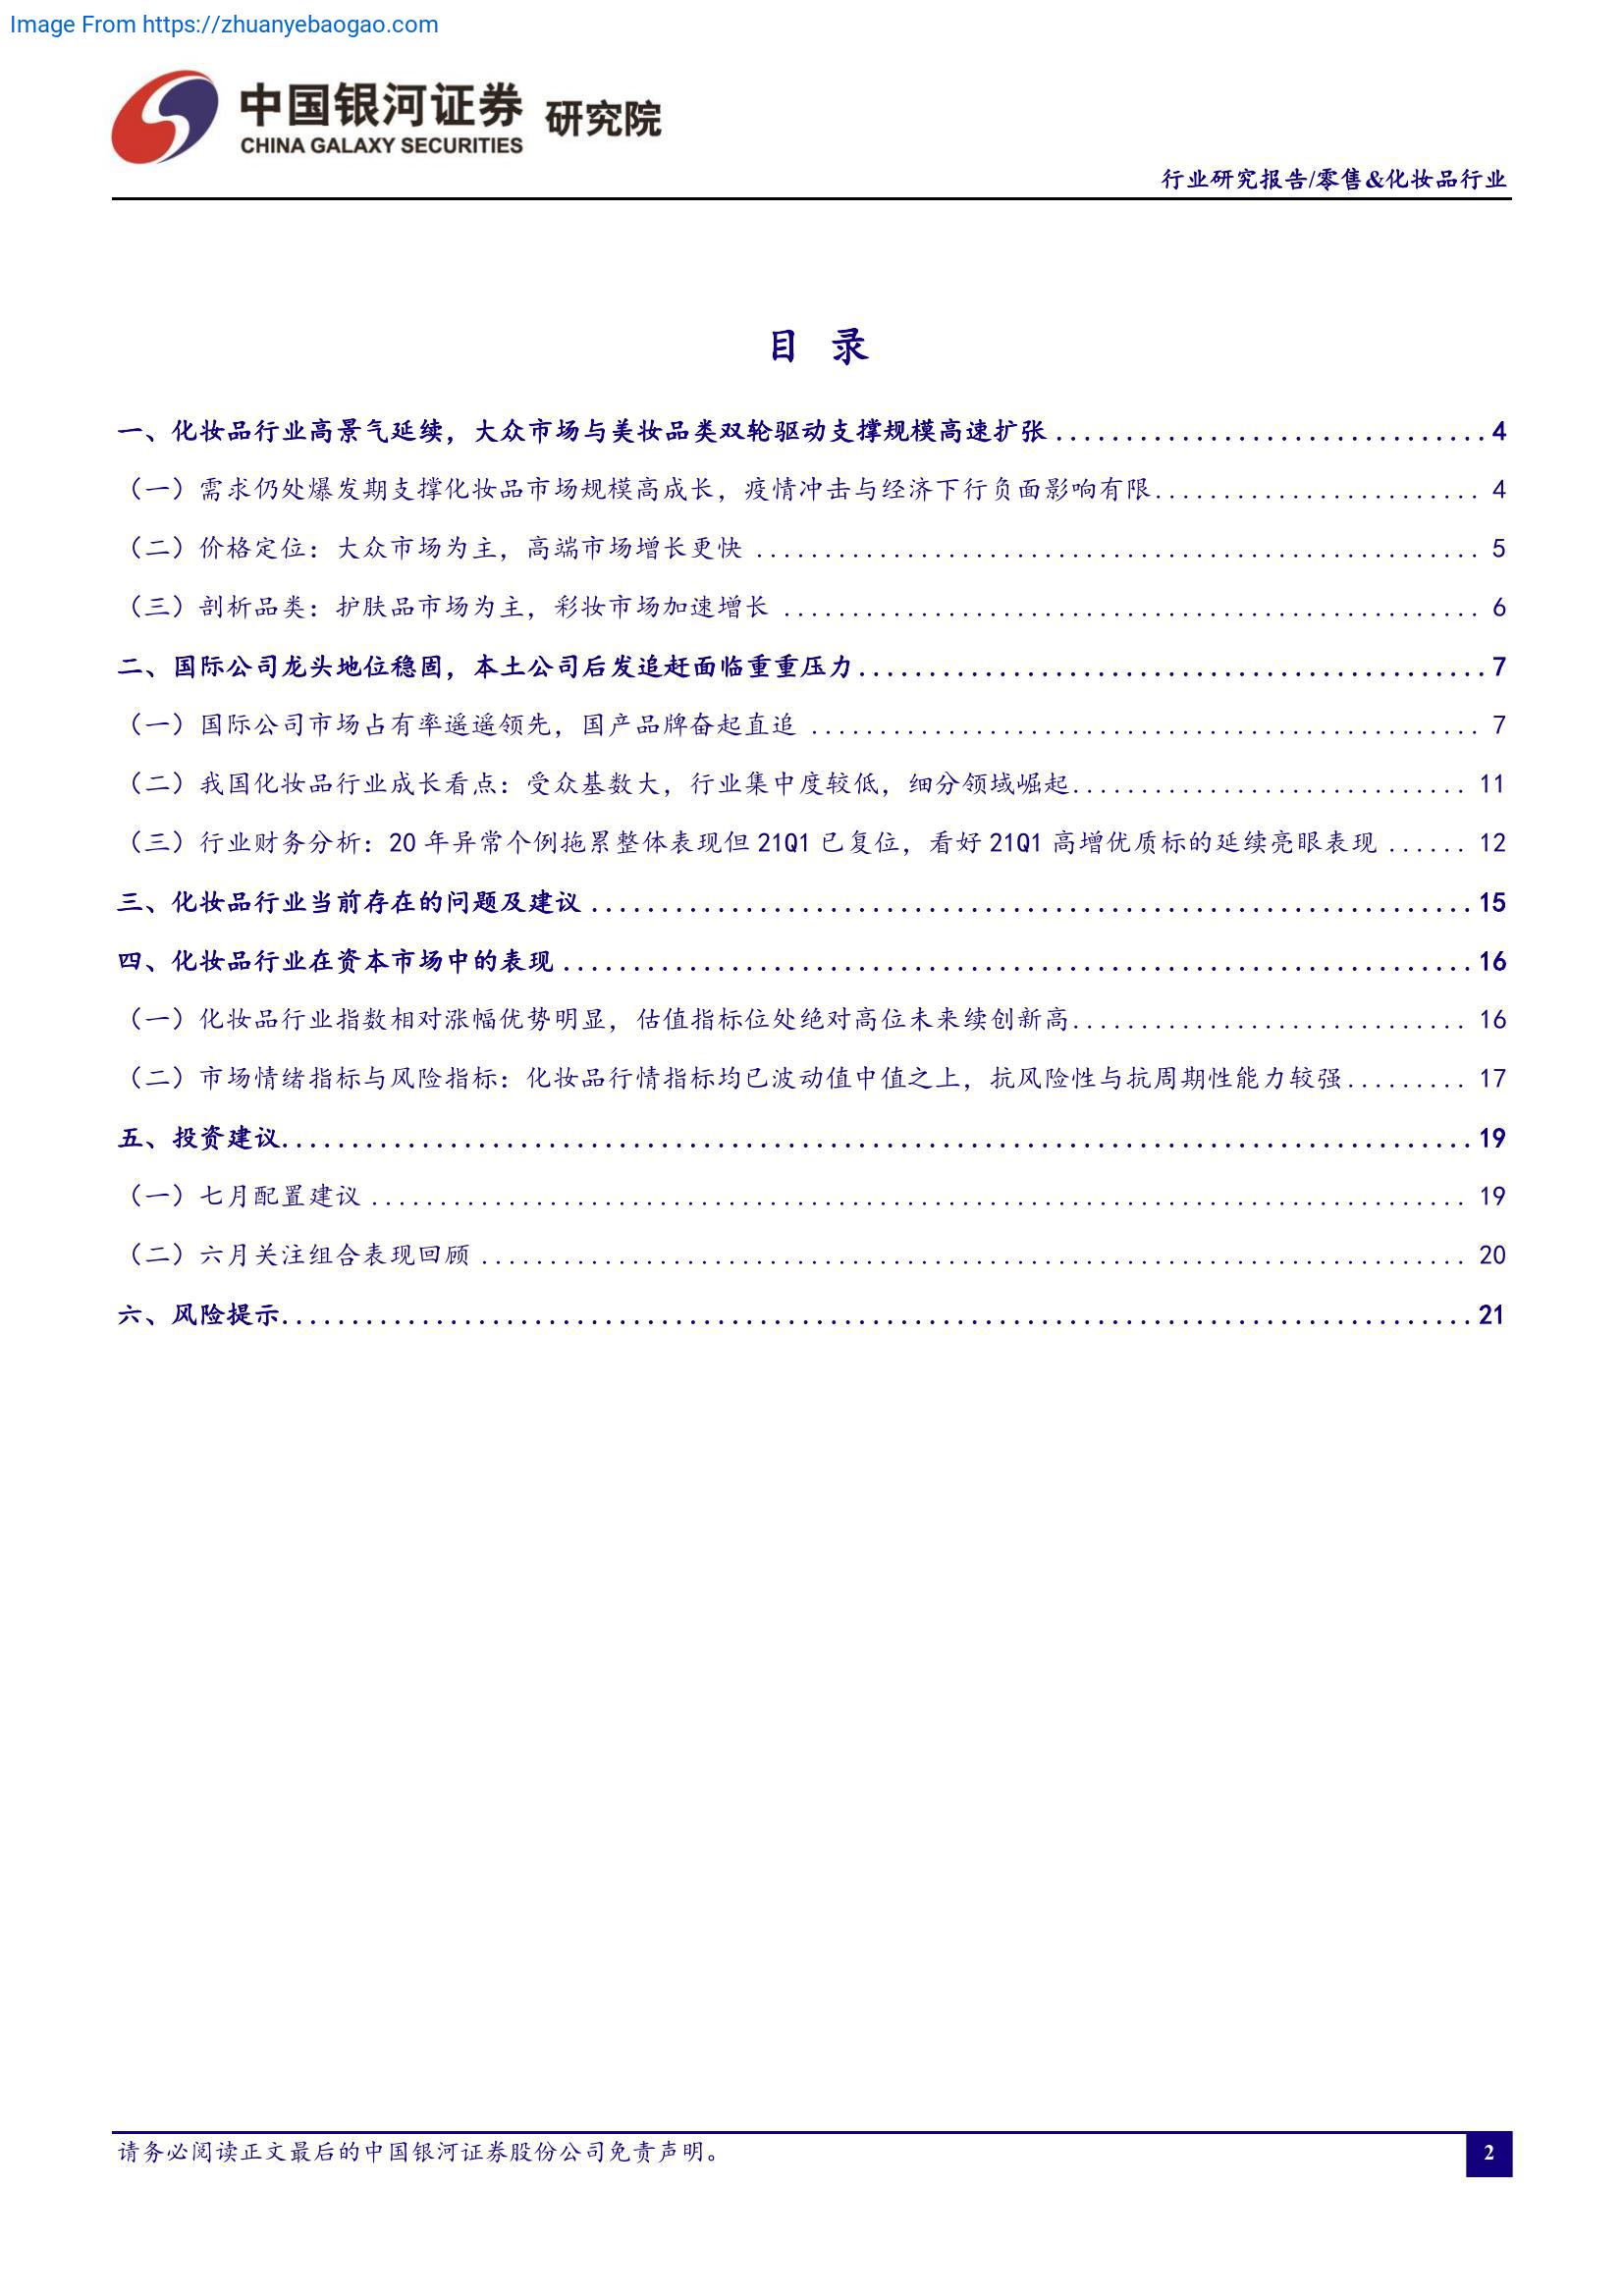 Image From https://zhuanyebaogao.com
中国银河证券 研究院
CHINA GALAXY SECURITIES
行业研究报告/零售&化妆品行业
目 录
一、化妆品行业高景气延续，大众市场与美妆品类双轮驱动支撑规模高速扩张 ................................ 4
（一）需求仍处爆发期支撑化妆品市场规模高成长，疫情冲击与经济下行负面影响有限........................ 4
（二）价格定位：大众市场为主，高端市场增长更快 ..................................................... 5
（三）剖析品类：护肤品市场为主，彩妆市场加速增长 ................................................... 6
二、国际公司龙头地位稳固，本土公司后发追赶面临重重压力............................................. 7
（一）国际公司市场占有率遥遥领先，国产品牌奋起直追 ................................................. 7
（二）我国化妆品行业成长看点：受众基数大，行业集中度较低，细分领域崛起............................. 11
（三）行业财务分析：20 年异常个例拖累整体表现但 21Q1 已复位，看好 21Q1 高增优质标的延续亮眼表现 ...... 12
三、化妆品行业当前存在的问题及建议 ............................................................... 15
四、化妆品行业在资本市场中的表现 ................................................................. 16
（一）化妆品行业指数相对涨幅优势明显，估值指标位处绝对高位未来续创新高............................. 16
（二）市场情绪指标与风险指标：化妆品行情指标均已波动值中值之上，抗风险性与抗周期性能力较强......... 17
五、投资建议..................................................................................... 19
（一）七月配置建议 ................................................................................ 19
（二）六月关注组合表现回顾 ........................................................................ 20
六、风险提示..................................................................................... 21
请务必阅读正文最后的中国银河证券股份公司免责声明。
2